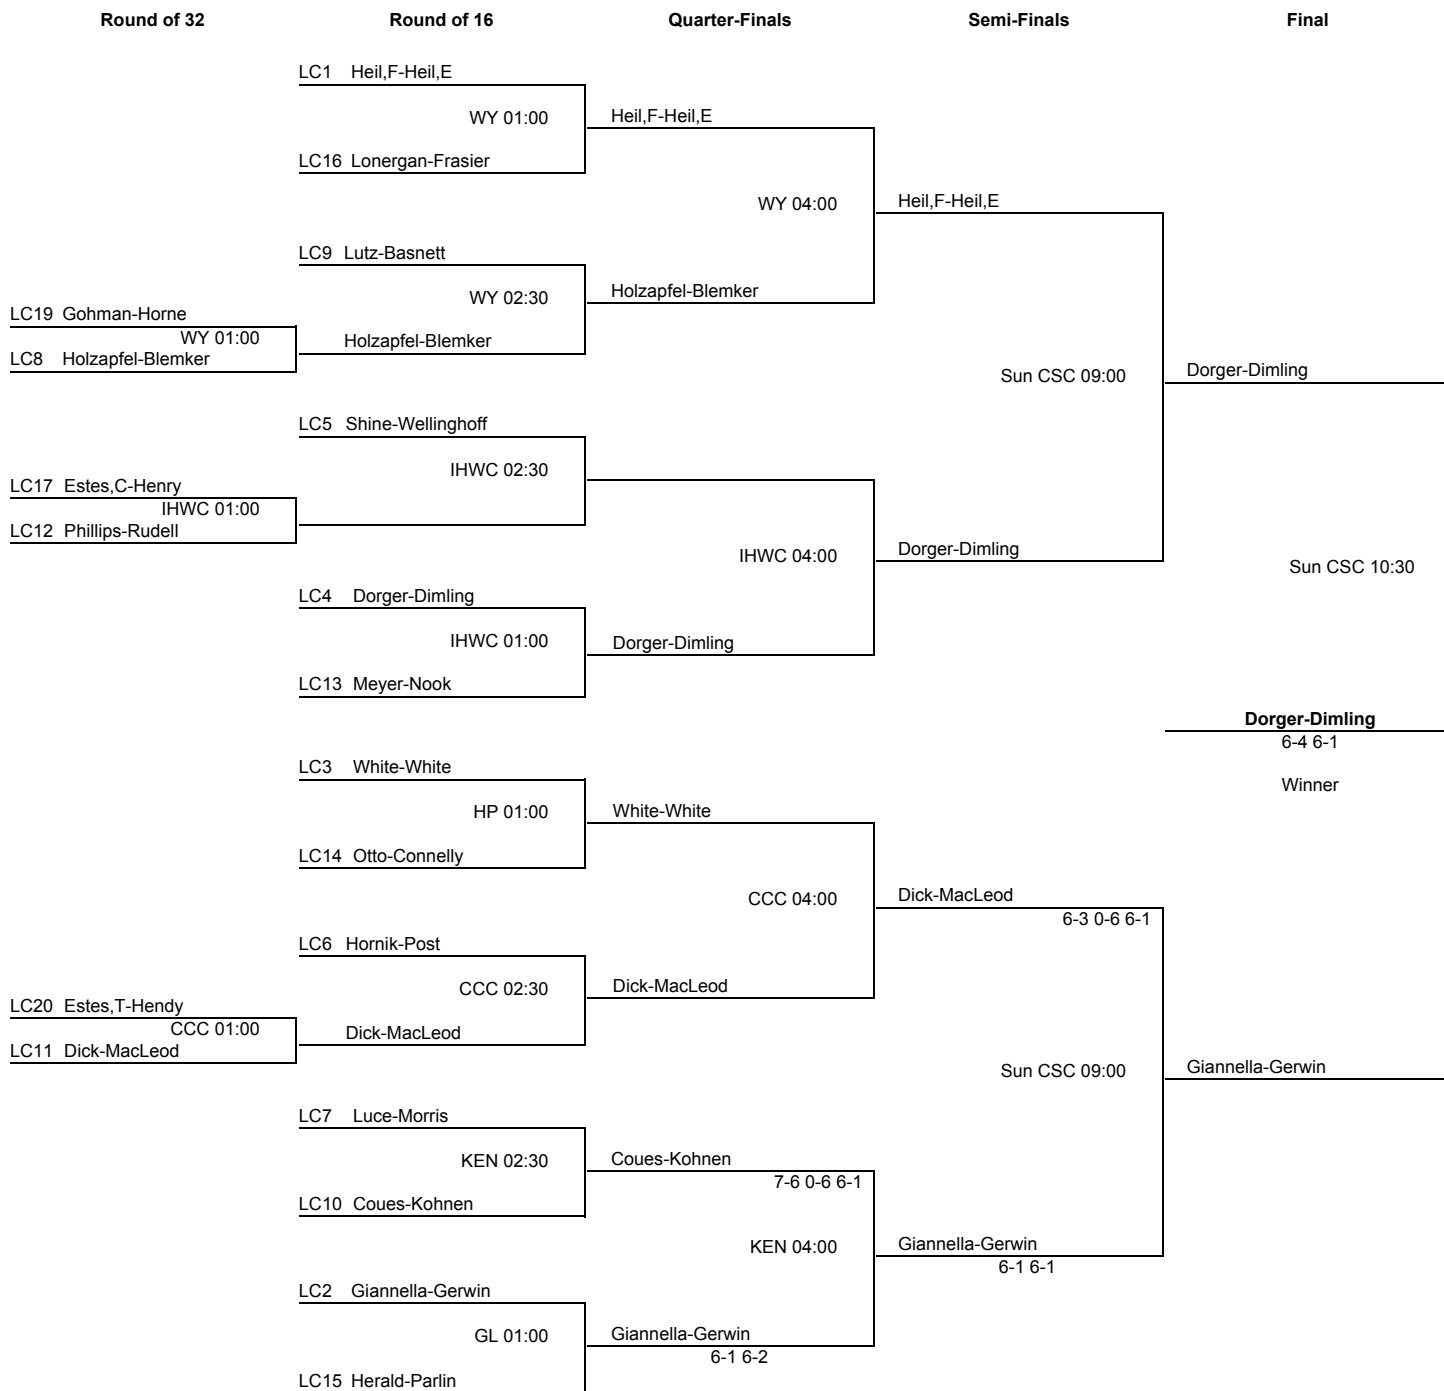 Round of 32 Round of 16 Quarter-Finals Semi-Finals Final
LC1 Heil,F-Heil,E
WY 01:00 Heil,F-Heil,E
LC16 Lonergan-Frasier
WY 04:00 Heil,F-Heil,E
LC9 Lutz-Basnett
WY 02:30 Holzapfel-Blemker
LC19 Gohman-Horne
WY 01:00 Holzapfel-Blemker
LC8 Holzapfel-Blemker
Sun CSC 09:00 Dorger-Dimling
LC5 Shine-Wellinghoff
IHWC 02:30
LC17 Estes,C-Henry
IHWC 01:00
LC12 Phillips-Rudell
IHWC 04:00 Dorger-Dimling
Sun CSC 10:30
LC4 Dorger-Dimling
IHWC 01:00 Dorger-Dimling
LC13 Meyer-Nook
Dorger-Dimling
6-4 6-1
LC3 White-White
Winner
HP 01:00 White-White
LC14 Otto-Connelly
CCC 04:00 Dick-MacLeod
6-3 0-6 6-1
LC6 Hornik-Post
CCC 02:30 Dick-MacLeod
LC20 Estes,T-Hendy
CCC 01:00 Dick-MacLeod
LC11 Dick-MacLeod
Sun CSC 09:00 Giannella-Gerwin
LC7 Luce-Morris
KEN 02:30 Coues-Kohnen
7-6 0-6 6-1
LC10 Coues-Kohnen
KEN 04:00 Giannella-Gerwin
6-1 6-1
LC2 Giannella-Gerwin
GL 01:00 Giannella-Gerwin
6-1 6-2
LC15 Herald-Parlin